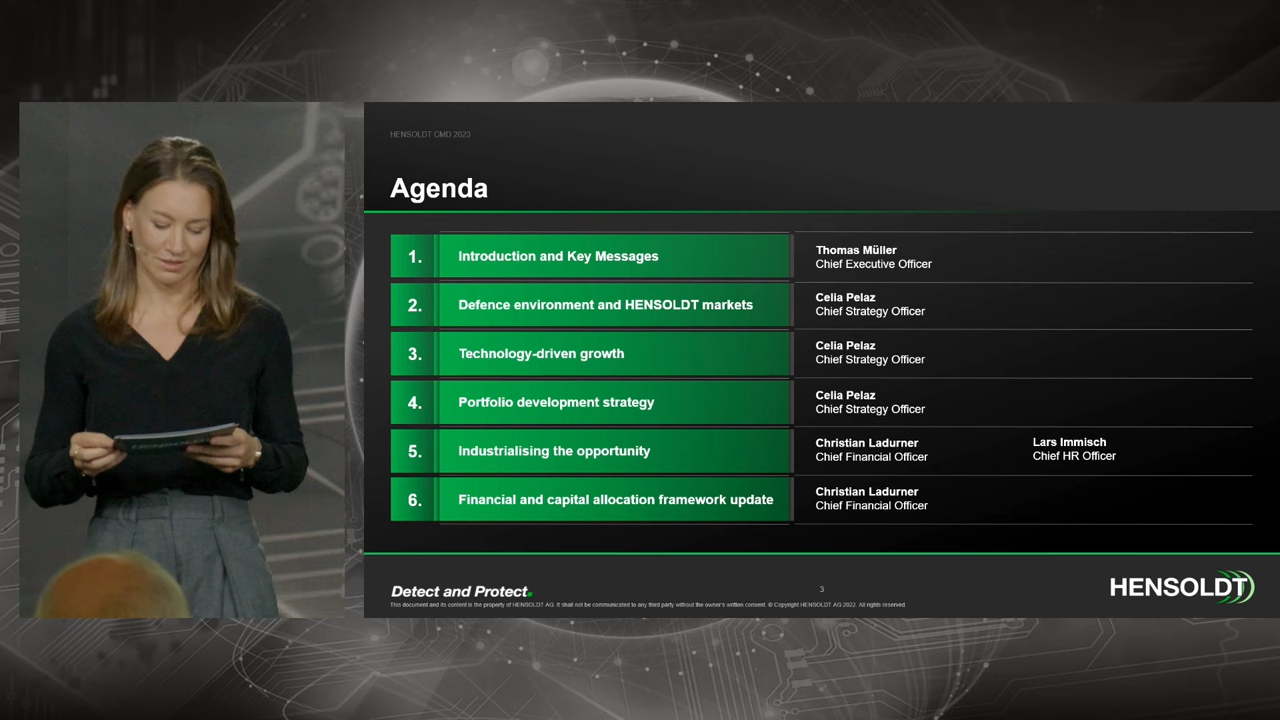 HENSOLDT CMD 2023
Agenda
1. Introduction and Key Messages
Thomas Müller
Chief Executive Officer
2. Defence environment and HENSOLDT markets
Celia Pelaz
Chief Strategy Officer
3. Technology-driven growth
Celia Pelaz
Chief Strategy Officer
4. Portfolio development strategy
Celia Pelaz
Chief Strategy Officer
5. Industrialising the opportunity
Christian Ladurner
Chief Financial Officer
Lars Immisch
Chief HR Officer
6. Financial and capital allocation framework update
Christian Ladurner
Chief Financial Officer
Detect and Protect.
3
HENSOLDT
This document and its content is the property of HENSOLDT AG. It shall not be communicated to any third party without the owner's written consent. © Copyright HENSOLDT AG 2022. All rights reserved.